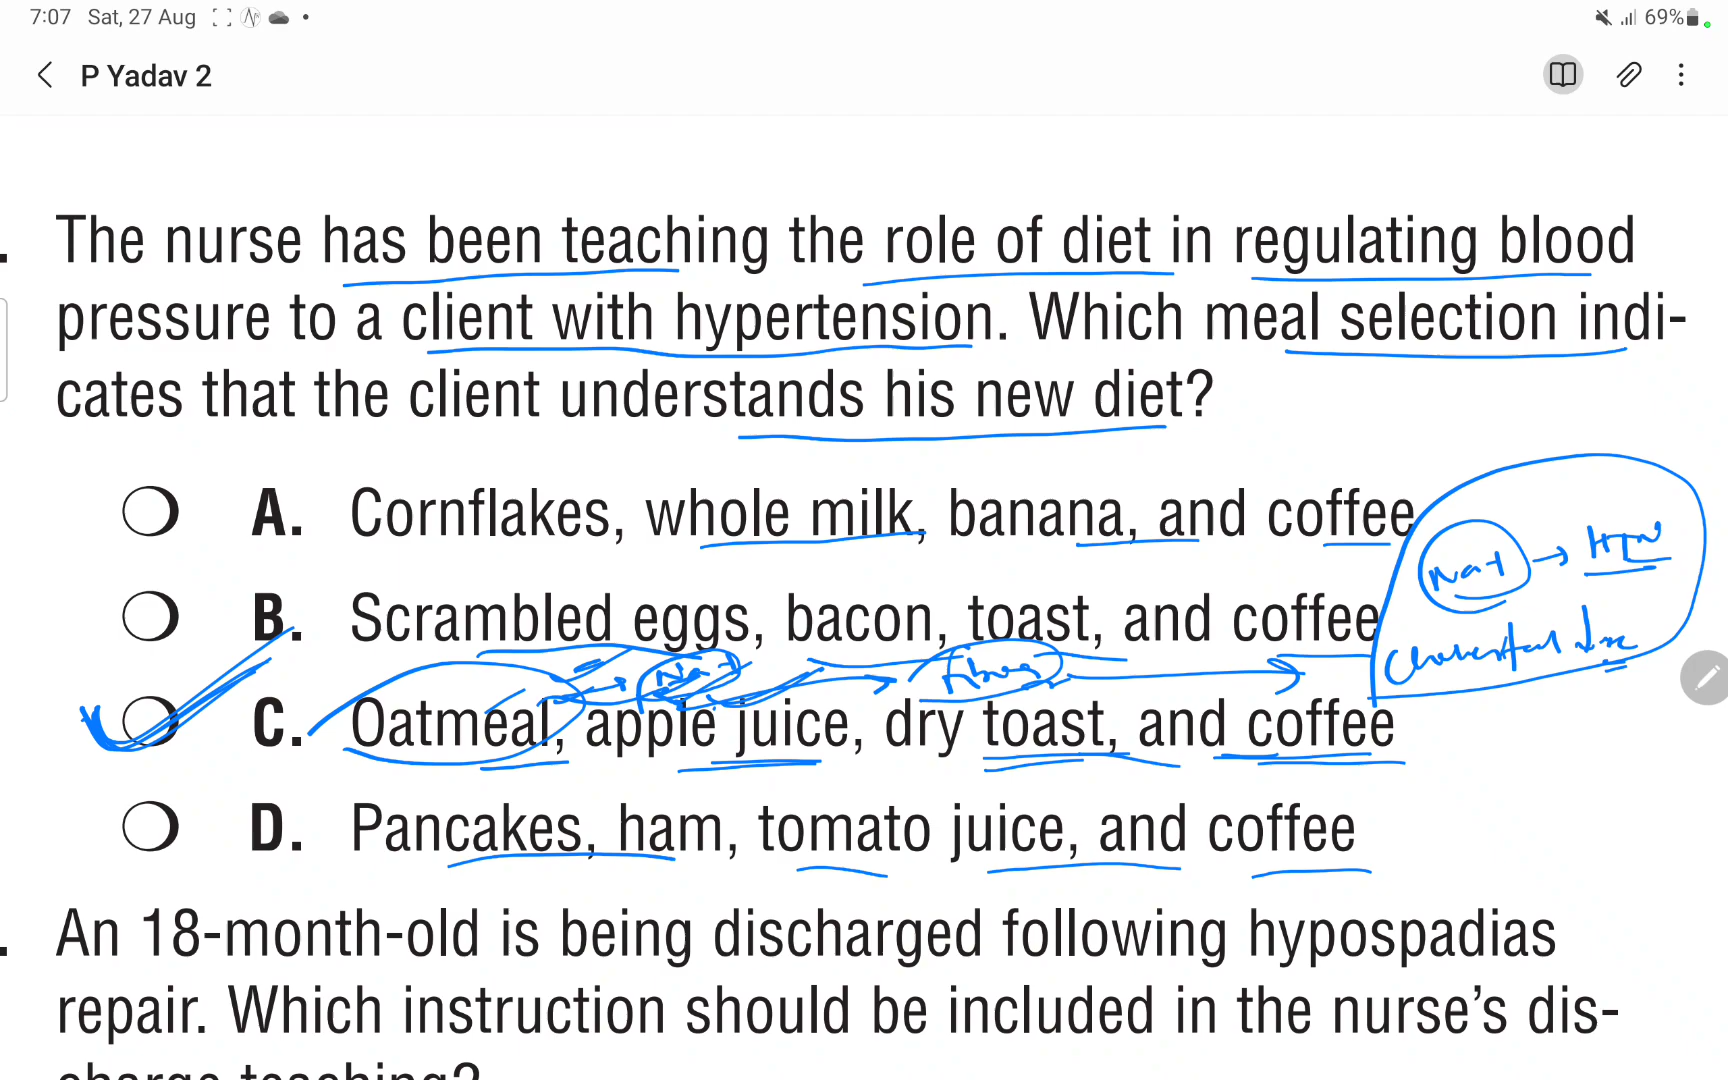 7:07 Sat, 27 Aug
69%
P Yadav 2
. The nurse has been teaching the role of diet in regulating blood
pressure to a client with hypertension. Which meal selection indi-
cates that the client understands his new diet?
A. Cornflakes, whole milk, banana, and coffee
Na+ → HTN
B. Scrambled eggs, bacon, toast, and coffee
Na+
C. Oatmeal, apple juice, dry toast, and coffee
D. Pancakes, ham, tomato juice, and coffee
. An 18-month-old is being discharged following hypospadias
repair. Which instruction should be included in the nurse's dis-
charge teaching?